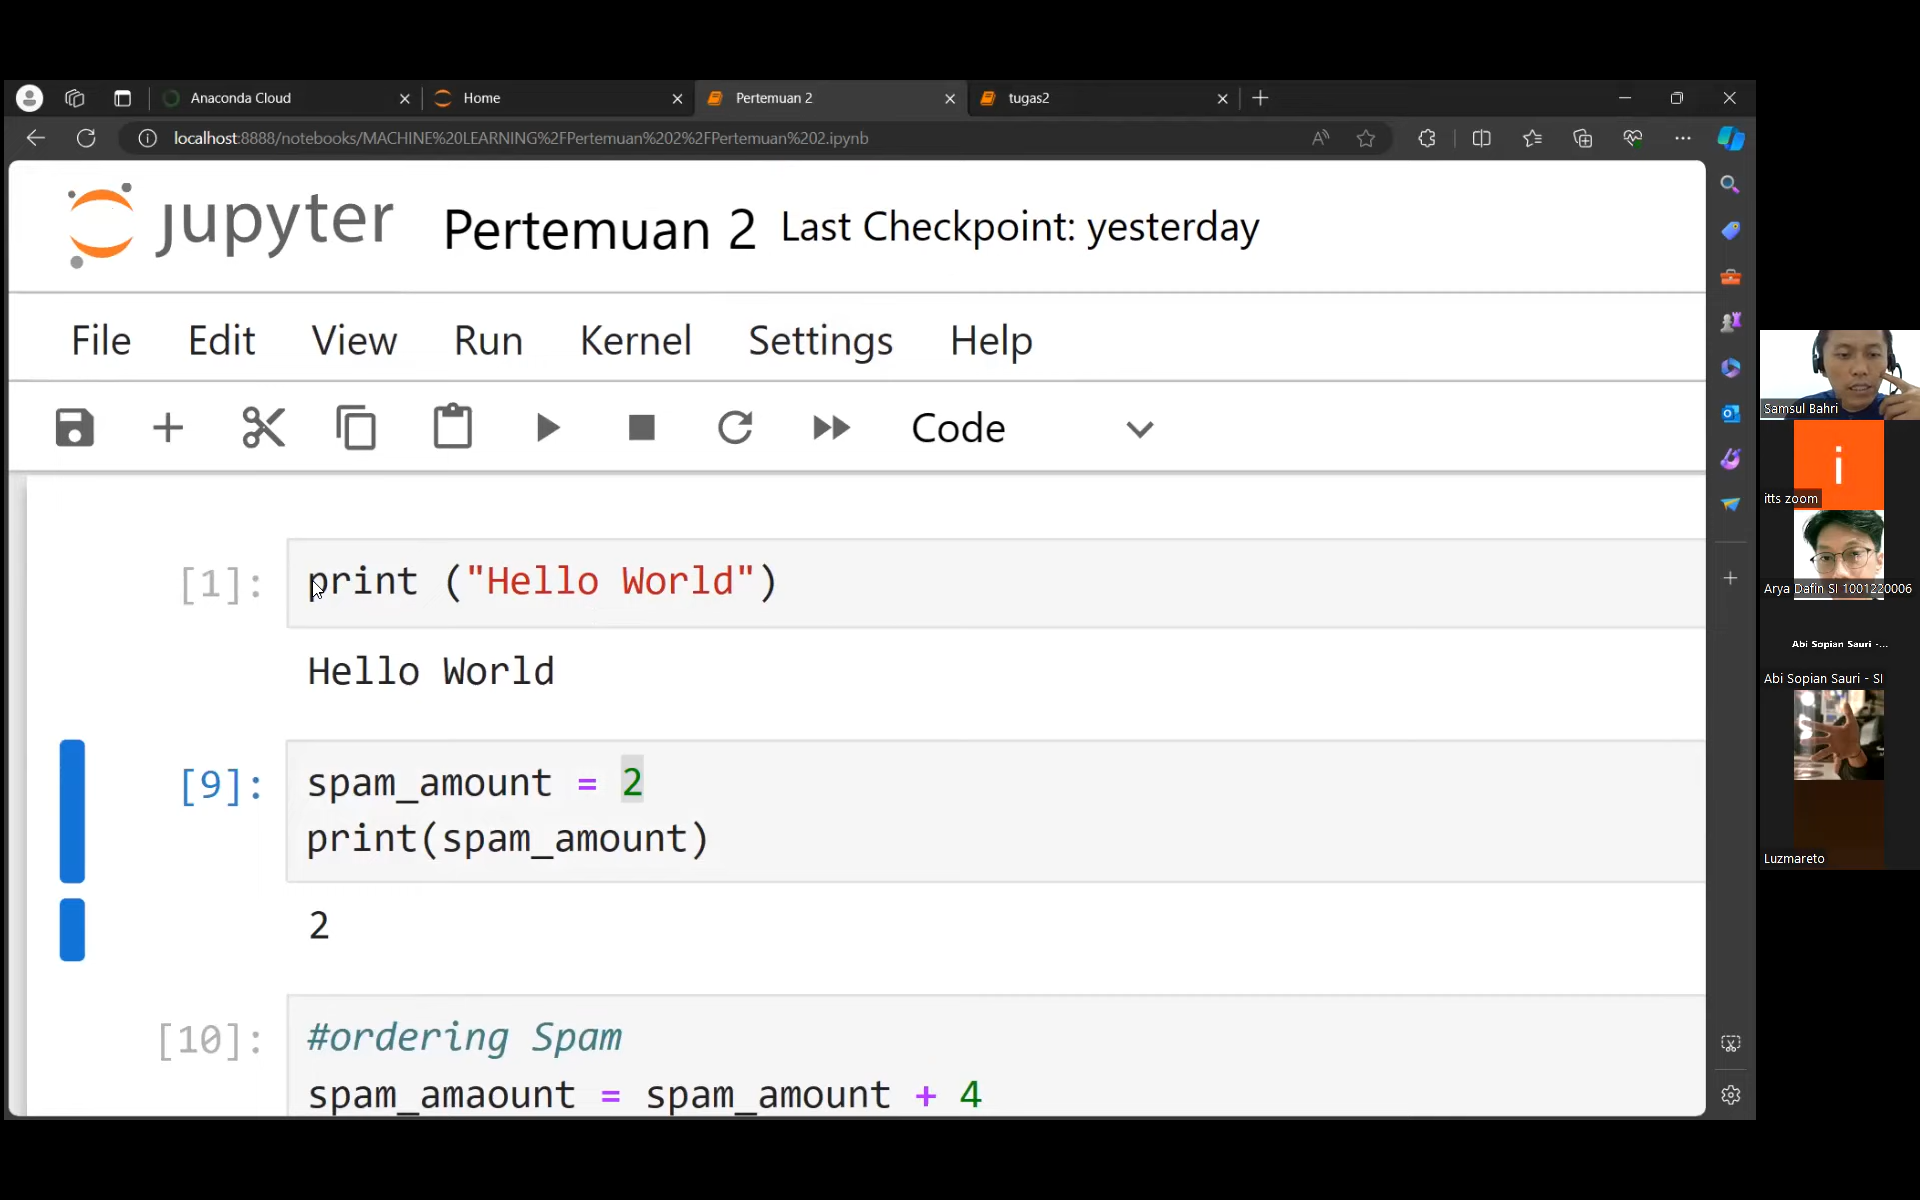 Anaconda Cloud
Home
Pertemuan 2
tugas2
localhost:8888/notebooks/MACHINE%20LEARNING%2FPertemuan%202%2FPertemuan%202.ipynb
jupyter
Pertemuan 2
Last Checkpoint: yesterday
File Edit View Run Kernel Settings Help
Code
[1]: print ("Hello World")
Hello World
[9]: spam_amount = 2
print(spam_amount)
2
[10]: #ordering Spam
spam_amaount = spam_amount + 4
Samsul Bahri
i
itts zoom
Arya Dafin SI 1001220006
Abi Sopian Sauri -...
Abi Sopian Sauri - SI
Luzmareto